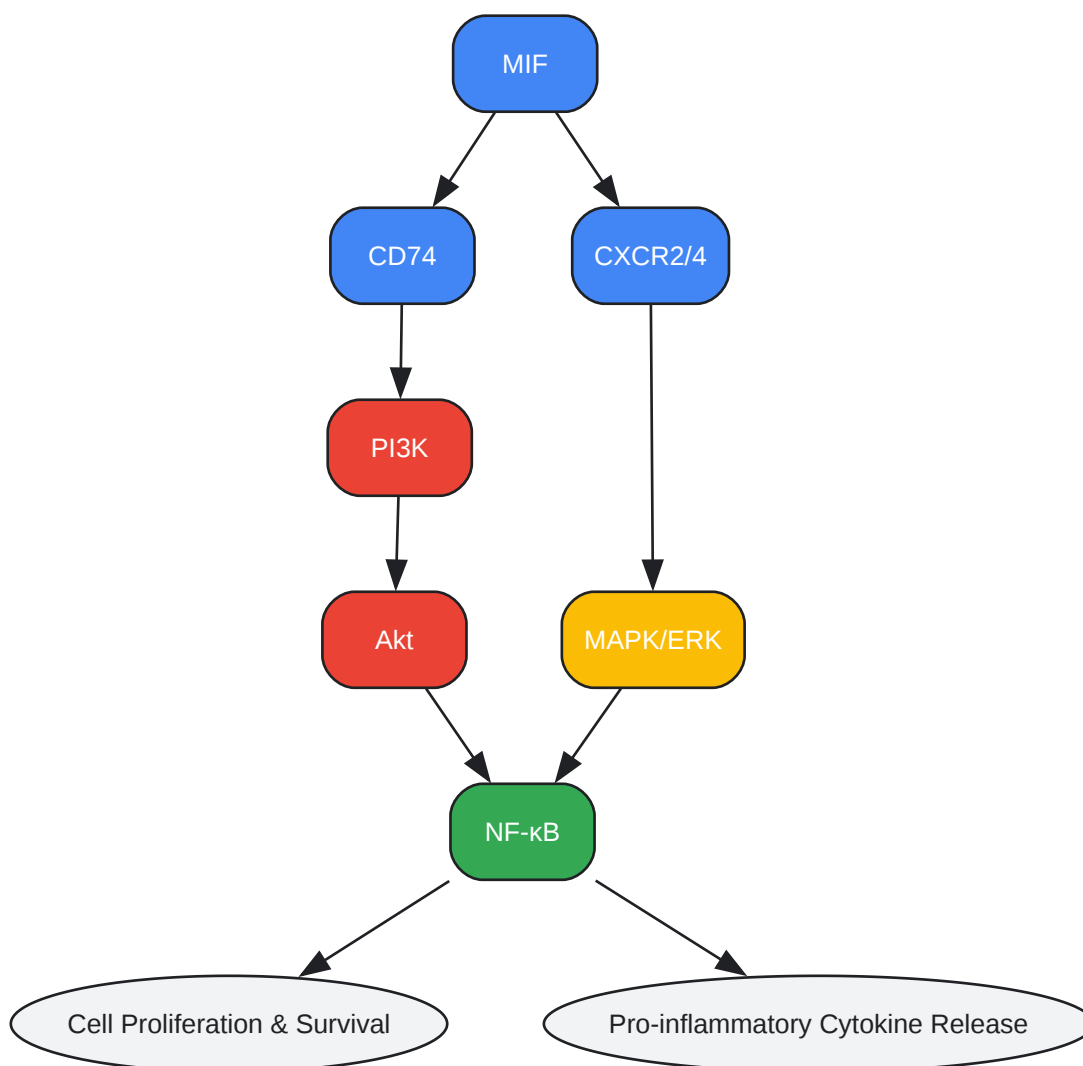 MIF
CD74
CXCR2/4
PI3K
Akt
MAPK/ERK
NF-κB
Cell Proliferation & Survival
Pro-inflammatory Cytokine Release